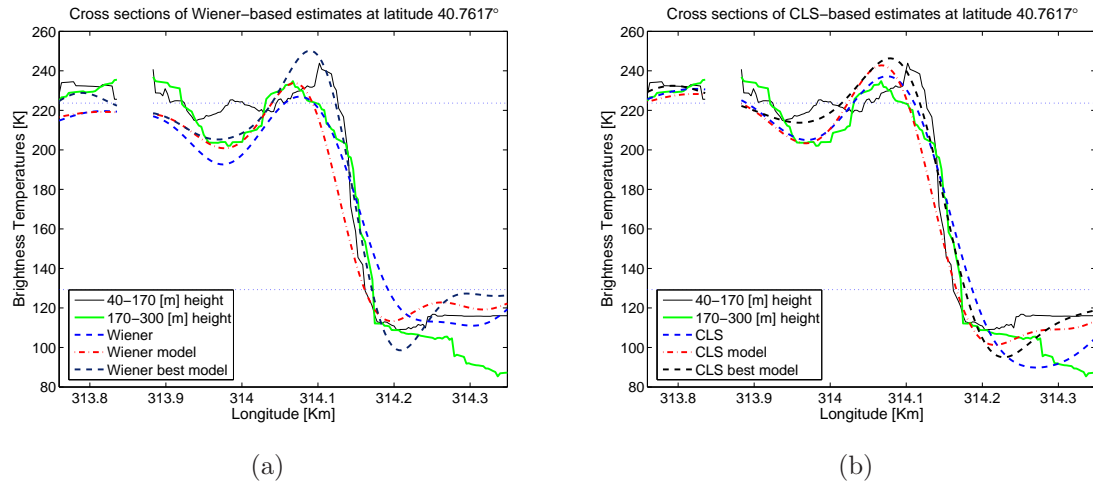 Cross sections of Wiener−based estimates at latitude 40.7617°
260
240
220
200
180
160
140
120
100
80
Brightness Temperatures [K]
40−170 [m] height
170−300 [m] height
Wiener
Wiener model
Wiener best model
313.8
313.9
314
314.1
314.2
314.3
Longitude [Km]
(a)
Cross sections of CLS−based estimates at latitude 40.7617°
260
240
220
200
180
160
140
120
100
80
Brightness Temperatures [K]
40−170 [m] height
170−300 [m] height
CLS
CLS model
CLS best model
313.8
313.9
314
314.1
314.2
314.3
Longitude [Km]
(b)